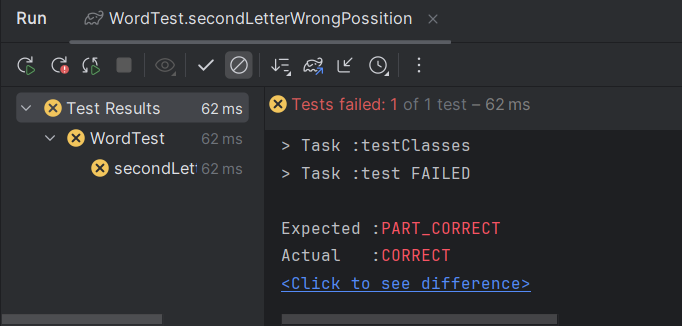 Run WordTest.secondLetterWrongPossition
Test Results 62 ms
WordTest 62 ms
secondLet 62 ms
Tests failed: 1 of 1 test – 62 ms
> Task :testClasses
> Task :test FAILED
Expected :PART_CORRECT
Actual :CORRECT
<Click to see difference>